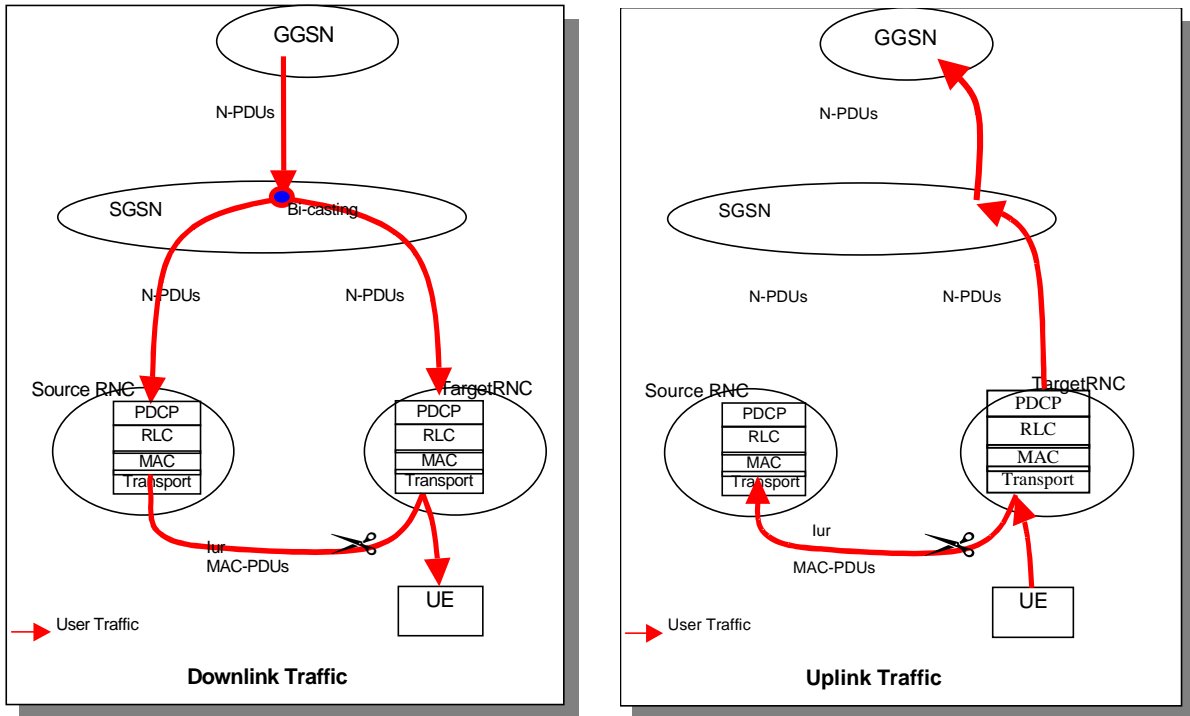 GGSN
N-PDUs
SGSN
Bi-casting
N-PDUs
N-PDUs
Source RNC
TargetRNC
PDCP
RLC
MAC
Transport
PDCP
RLC
MAC
Transport
Iur
MAC-PDUs
UE
User Traffic
Downlink Traffic
GGSN
N-PDUs
SGSN
N-PDUs
N-PDUs
Source RNC
TargetRNC
PDCP
RLC
MAC
Transport
PDCP
RLC
MAC
Transport
Iur
MAC-PDUs
UE
User Traffic
Uplink Traffic